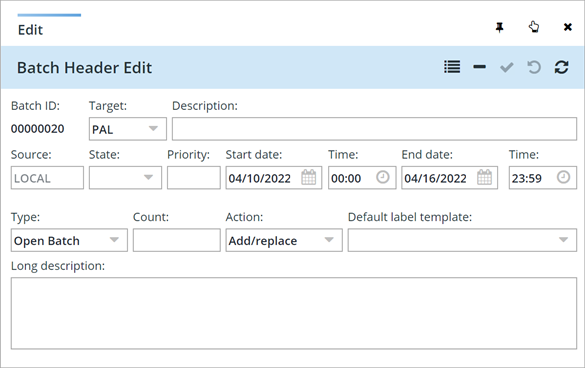 Edit
Batch Header Edit
Batch ID: Target: Description:
00000020 PAL
Source: State: Priority: Start date: Time: End date: Time:
LOCAL 04/10/2022 00:00 04/16/2022 23:59
Type: Count: Action: Default label template:
Open Batch Add/replace
Long description: